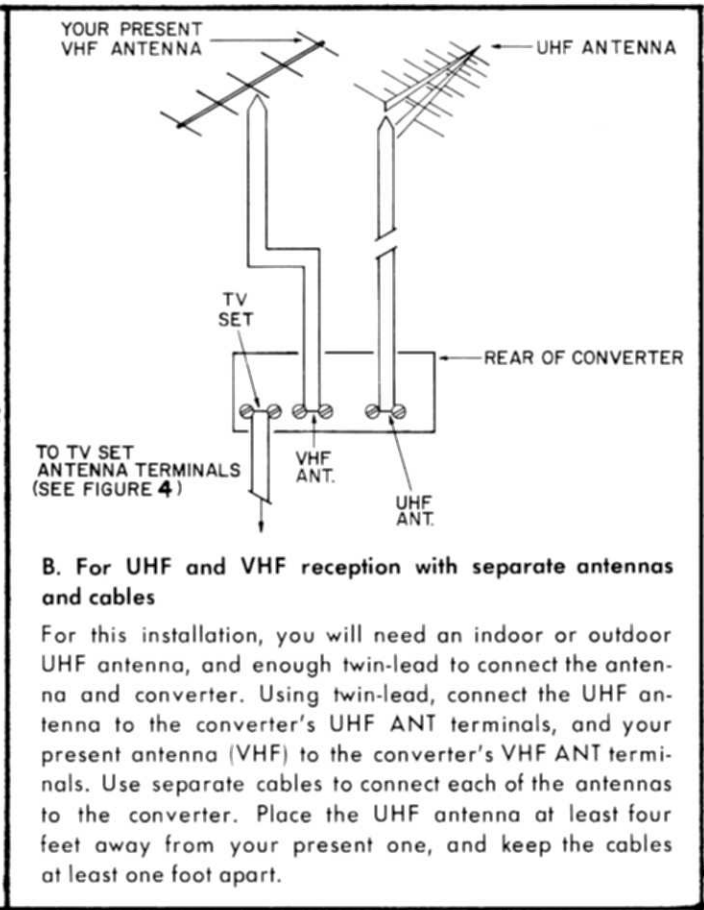 YOUR PRESENT
VHF ANTENNA
UHF ANTENNA
TV
SET
REAR OF CONVERTER
TO TV SET
ANTENNA TERMINALS
(SEE FIGURE 4)
VHF
ANT.
UHF
ANT.
B. For UHF and VHF reception with separate antennas
and cables
For this installation, you will need an indoor or outdoor
UHF antenna, and enough twin-lead to connect the anten-
na and converter. Using twin-lead, connect the UHF an-
tenna to the converter's UHF ANT terminals, and your
present antenna (VHF) to the converter's VHF ANT termi-
nals. Use separate cables to connect each of the antennas
to the converter. Place the UHF antenna at least four
feet away from your present one, and keep the cables
at least one foot apart.